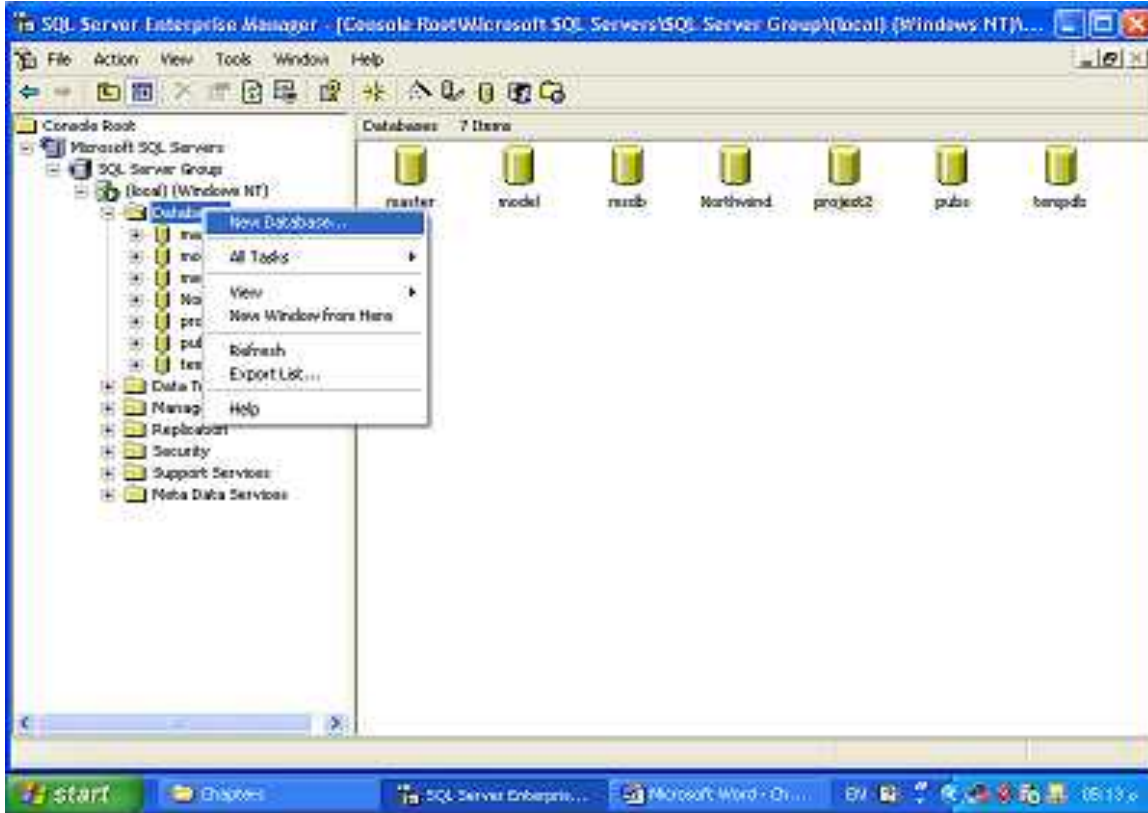 SQL Server Enterprise Manager - [Console Root\Microsoft SQL Servers\SQL Server Group\(local) (Windows NT)\...
File Action View Tools Window Help
Console Root
Microsoft SQL Servers
SQL Server Group
(local) (Windows NT)
Databases 7 Items
master model msdb Northwind project2 pubs tempdb
New Database...
All Tasks
View
New Window from Here
Refresh
Export List...
Help
Replication
Security
Support Services
Meta Data Services
start
Chapters
SQL Server Enterpris...
Microsoft Word - Ch...